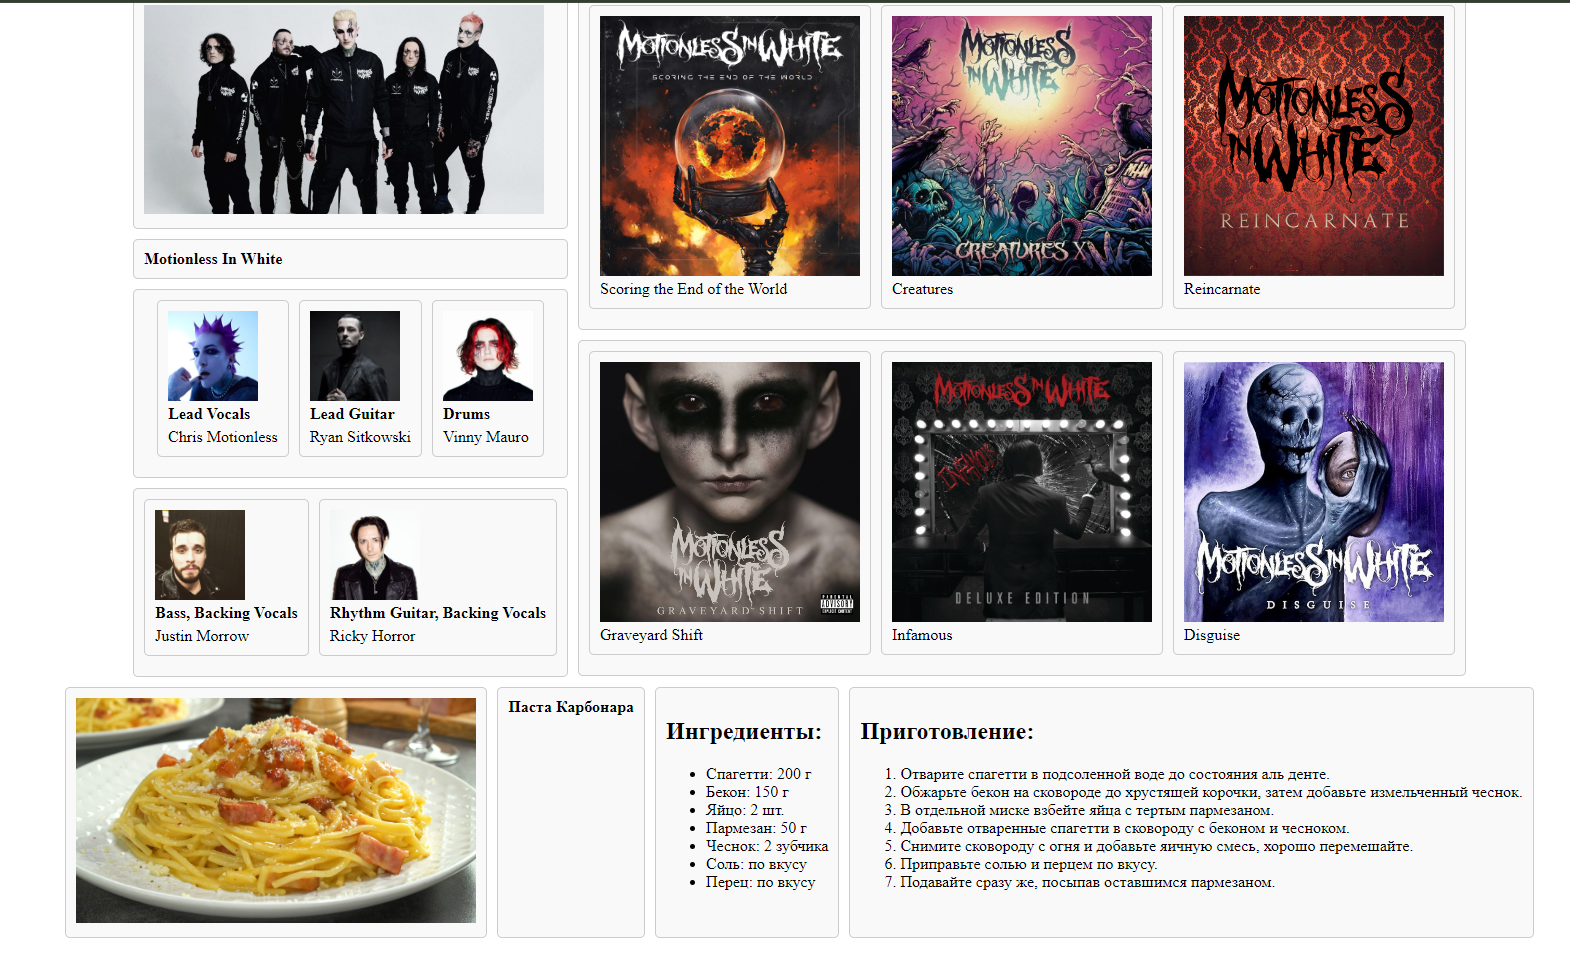 Motionless In White
Lead Vocals
Chris Motionless
Lead Guitar
Ryan Sitkowski
Drums
Vinny Mauro
Bass, Backing Vocals
Justin Morrow
Rhythm Guitar, Backing Vocals
Ricky Horror
MOTIONLESS IN WHITE
SCORING THE END OF THE WORLD
Scoring the End of the World
MOTIONLESS
IN WHITE
CREATURES X
Creatures
MOTIONLESS
IN WHITE
REINCARNATE
Reincarnate
MOTIONLESS
IN WHITE
GRAVEYARD SHIFT
PARENTAL
ADVISORY
EXPLICIT CONTENT
Graveyard Shift
MOTIONLESS IN WHITE
INFAMOUS
DELUXE EDITION
Infamous
MOTIONLESS IN WHITE
DISGUISE
Disguise
Паста Карбонара
Ингредиенты:
• Спагетти: 200 г
• Бекон: 150 г
• Яйцо: 2 шт.
• Пармезан: 50 г
• Чеснок: 2 зубчика
• Соль: по вкусу
• Перец: по вкусу
Приготовление:
1. Отварите спагетти в подсоленной воде до состояния аль денте.
2. Обжарьте бекон на сковороде до хрустящей корочки, затем добавьте измельченный чеснок.
3. В отдельной миске взбейте яйца с тертым пармезаном.
4. Добавьте отваренные спагетти в сковороду с беконом и чесноком.
5. Снимите сковороду с огня и добавьте яичную смесь, хорошо перемешайте.
6. Приправьте солью и перцем по вкусу.
7. Подавайте сразу же, посыпав оставшимся пармезаном.